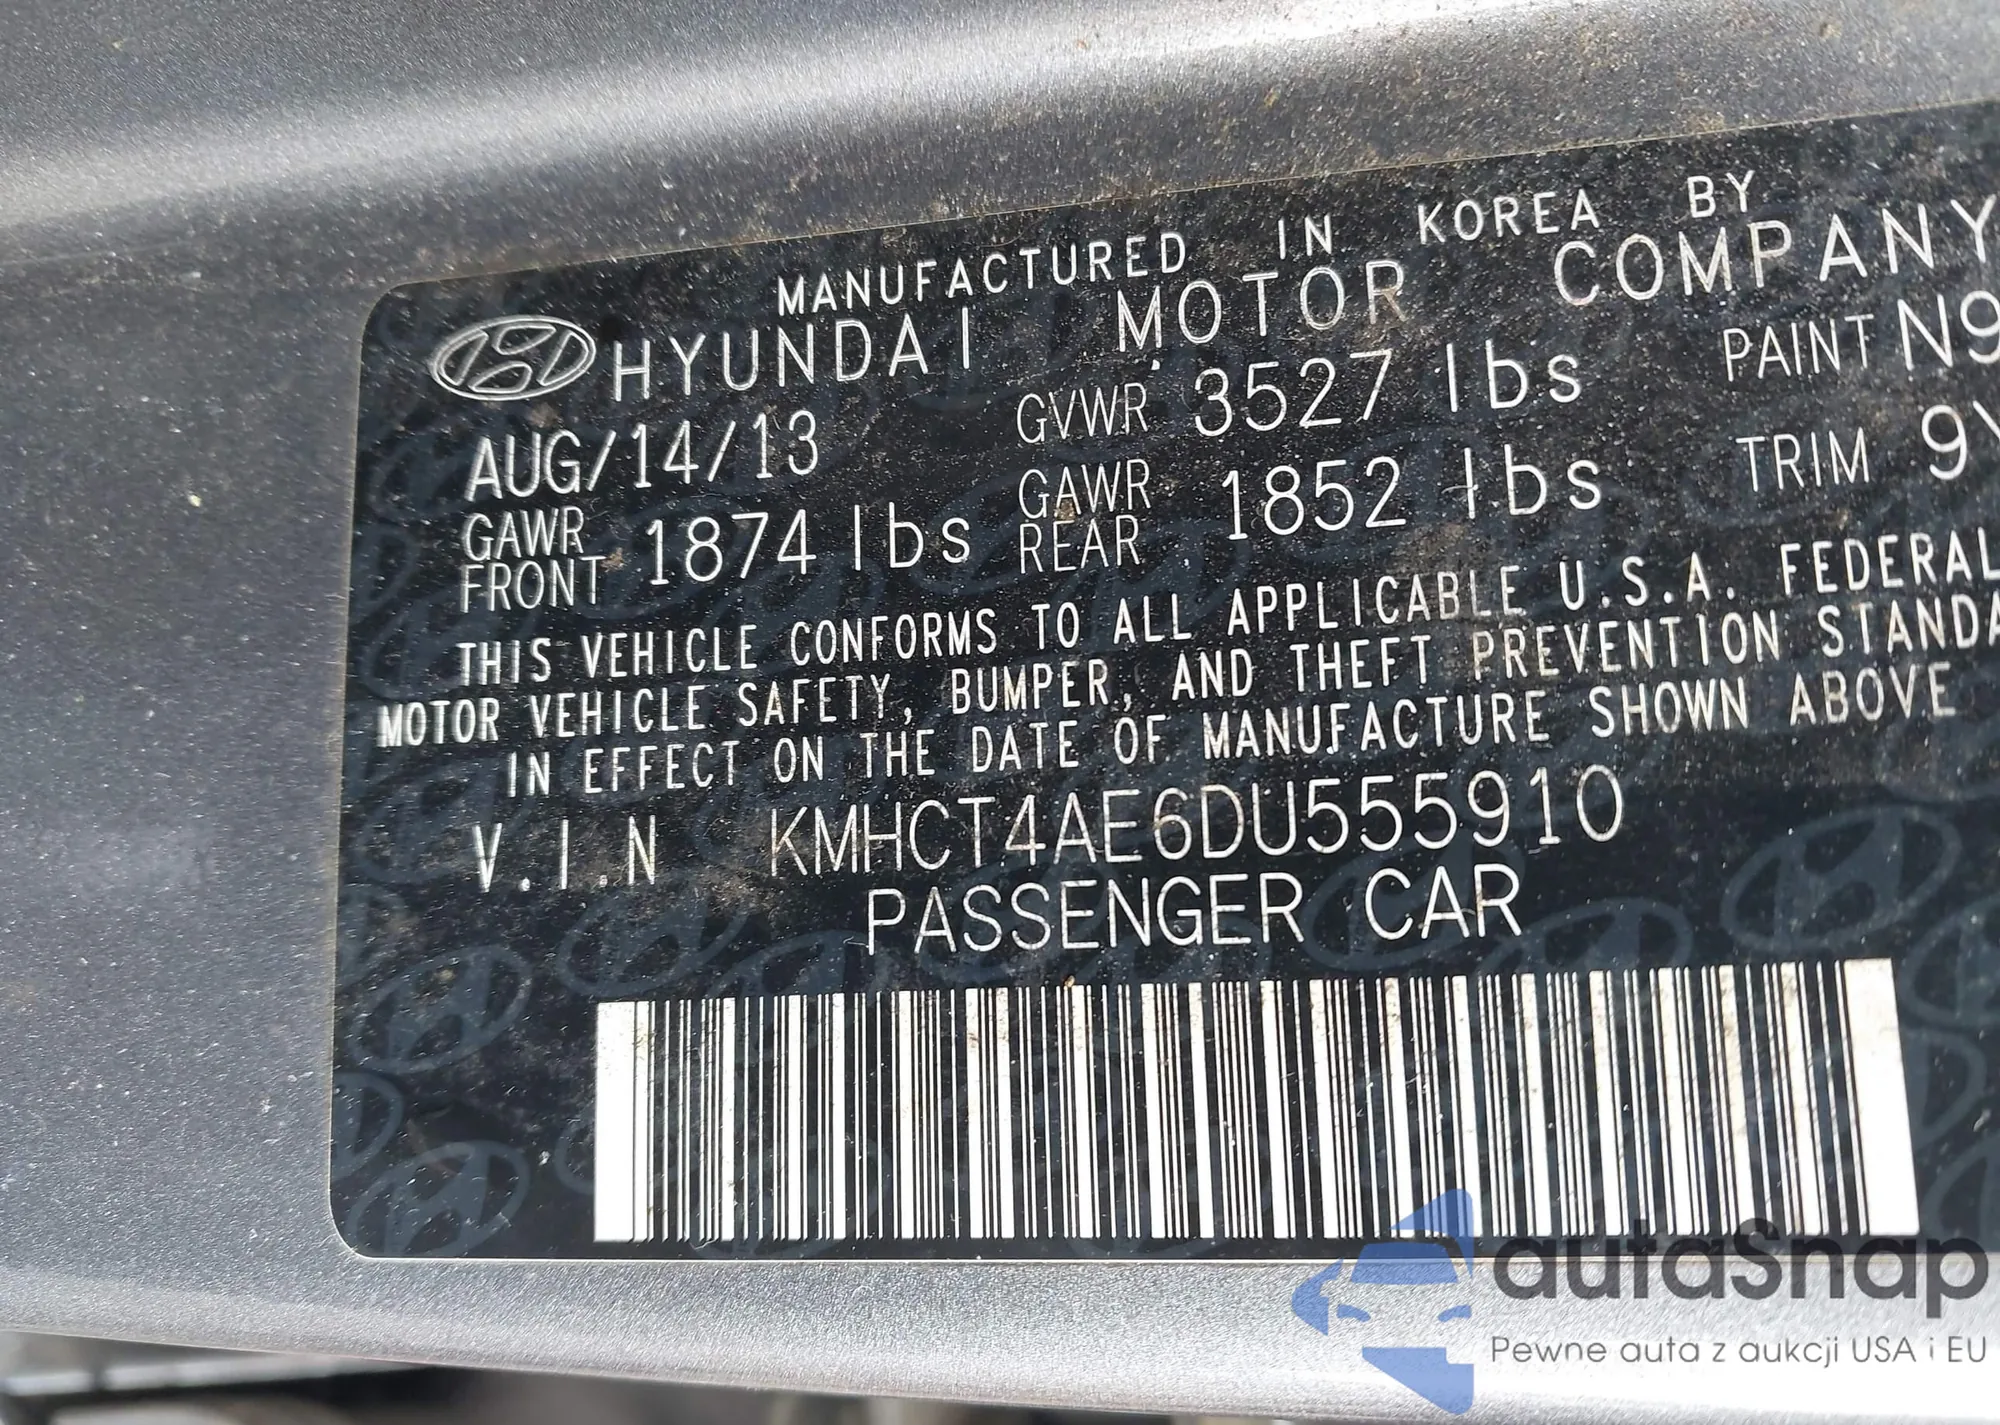 MANUFACTURED IN KOREA BY
HYUNDAI MOTOR COMPANY
AUG/14/13 GVWR 3527 lbs PAINT N9
GAWR FRONT 1874 lbs GAWR REAR 1852 lbs TRIM 9Y
THIS VEHICLE CONFORMS TO ALL APPLICABLE U.S.A. FEDERAL
MOTOR VEHICLE SAFETY, BUMPER, AND THEFT PREVENTION STANDA
IN EFFECT ON THE DATE OF MANUFACTURE SHOWN ABOVE
V.I.N KMHCT4AE6DU555910
PASSENGER CAR
autaSnap
Pewne auta z aukcji USA i EU